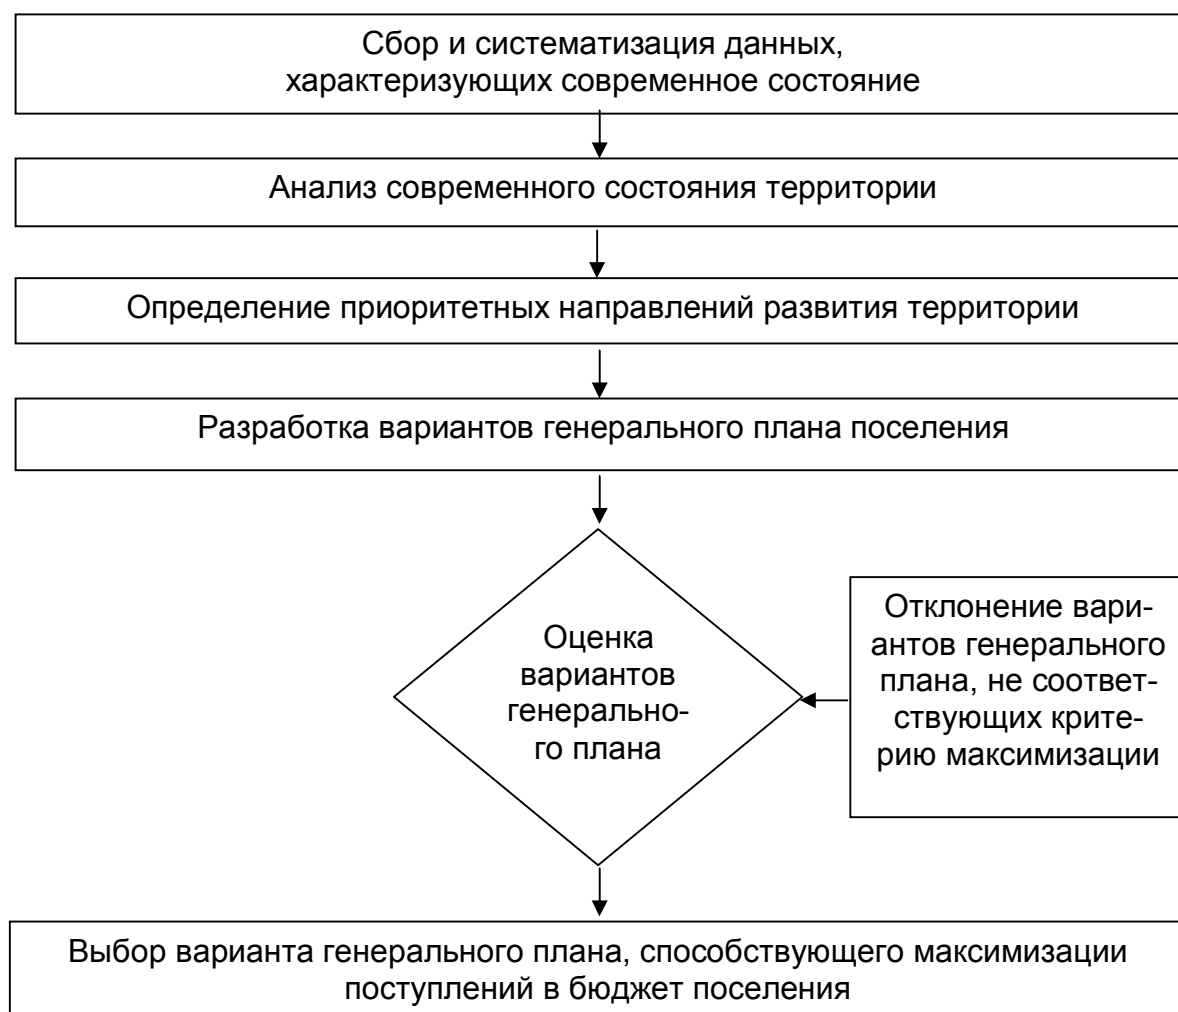 Сбор и систематизация данных,
характеризующих современное состояние
Анализ современного состояния территории
Определение приоритетных направлений развития территории
Разработка вариантов генерального плана поселения
Оценка
вариантов
генерально-
го плана
Отклонение вари-
антов генерального
плана, не соответ-
ствующих крите-
рию максимизации
Выбор варианта генерального плана, способствующего максимизации
поступлений в бюджет поселения